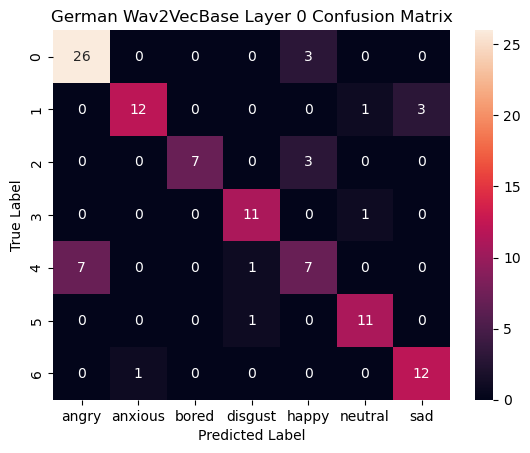 German Wav2VecBase Layer 0 Confusion Matrix
True Label
0 26 0 0 0 3 0 0
1 0 12 0 0 0 1 3
2 0 0 7 0 3 0 0
3 0 0 0 11 0 1 0
4 7 0 0 1 7 0 0
5 0 0 0 1 0 11 0
6 0 1 0 0 0 0 12
angry anxious bored disgust happy neutral sad
Predicted Label
25
20
15
10
5
0